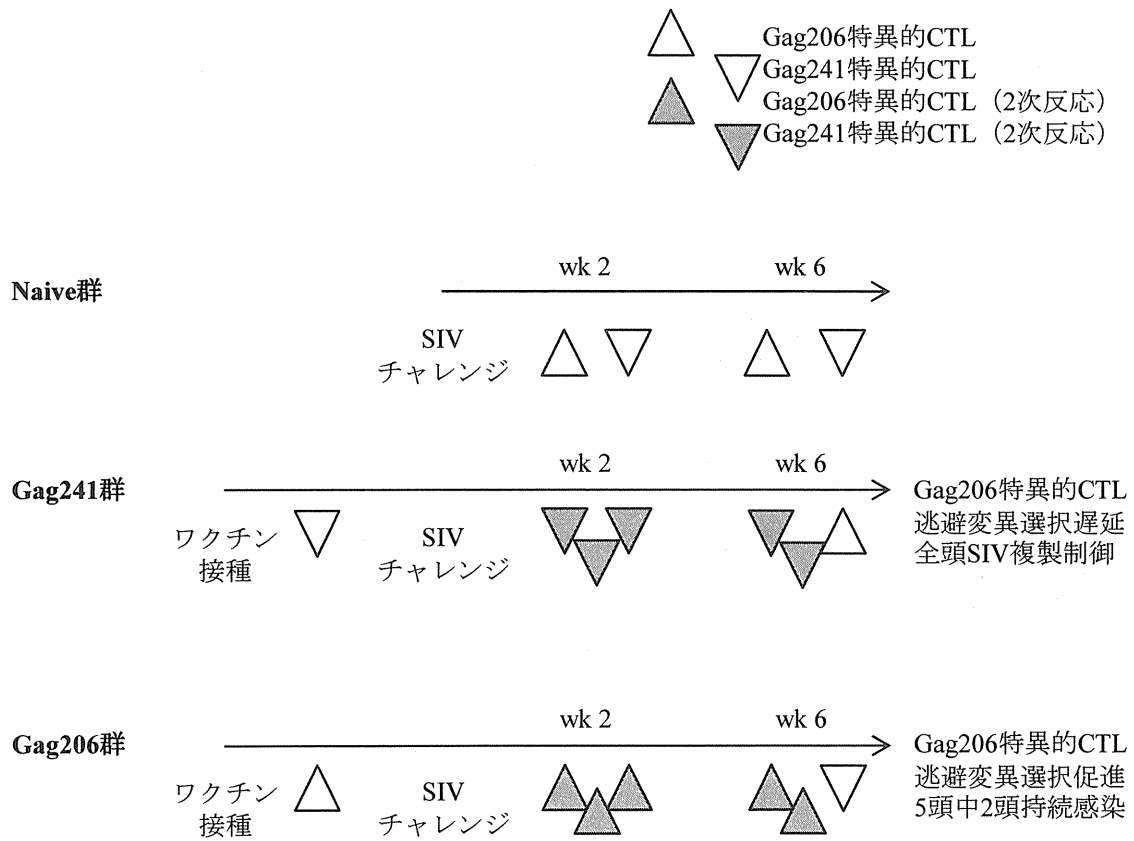 Gag206特異的CTL
Gag241特異的CTL
Gag206特異的CTL（2次反応）
Gag241特異的CTL（2次反応）
wk 2
wk 6
Naive群
SIV
チャレンジ
wk 2
wk 6
Gag241群
ワクチン
接種
SIV
チャレンジ
Gag206特異的CTL
逃避変異選択遅延
全頭SIV複製制御
wk 2
wk 6
Gag206群
ワクチン
接種
SIV
チャレンジ
Gag206特異的CTL
逃避変異選択促進
5頭中2頭持続感染